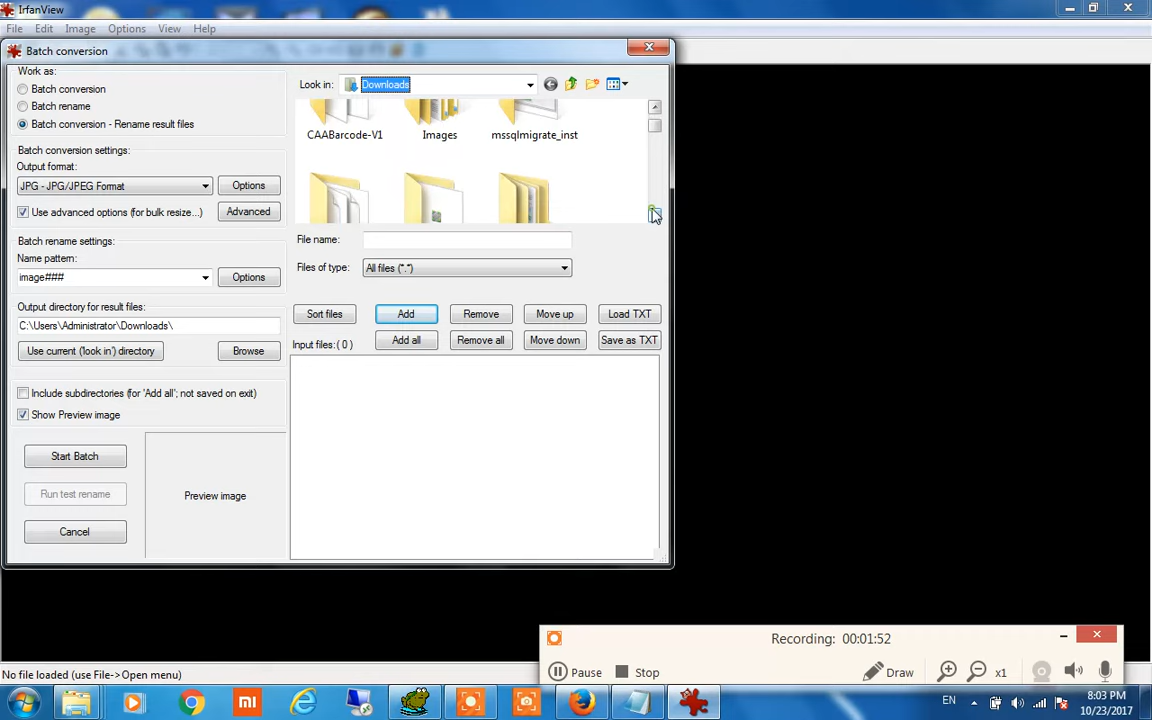 IrfanView
File Edit Image Options View Help
Batch conversion
Work as:
Batch conversion
Batch rename
Batch conversion - Rename result files
Batch conversion settings:
Output format:
JPG - JPG/JPEG Format
Options
Use advanced options (for bulk resize...)
Advanced
Batch rename settings:
Name pattern:
image###
Options
Output directory for result files:
C:\Users\Administrator\Downloads\
Use current ('look in') directory
Browse
Include subdirectories (for 'Add all'; not saved on exit)
Show Preview image
Start Batch
Run test rename
Cancel
Preview image
Look in:
Downloads
CAABarcode-V1
Images
mssqlmigrate_inst
File name:
Files of type:
All files (*.*)
Sort files
Add
Remove
Move up
Load TXT
Input files: ( 0 )
Add all
Remove all
Move down
Save as TXT
Recording: 00:01:52
Pause
Stop
Draw
x1
No file loaded (use File->Open menu)
EN
8:03 PM
10/23/2017